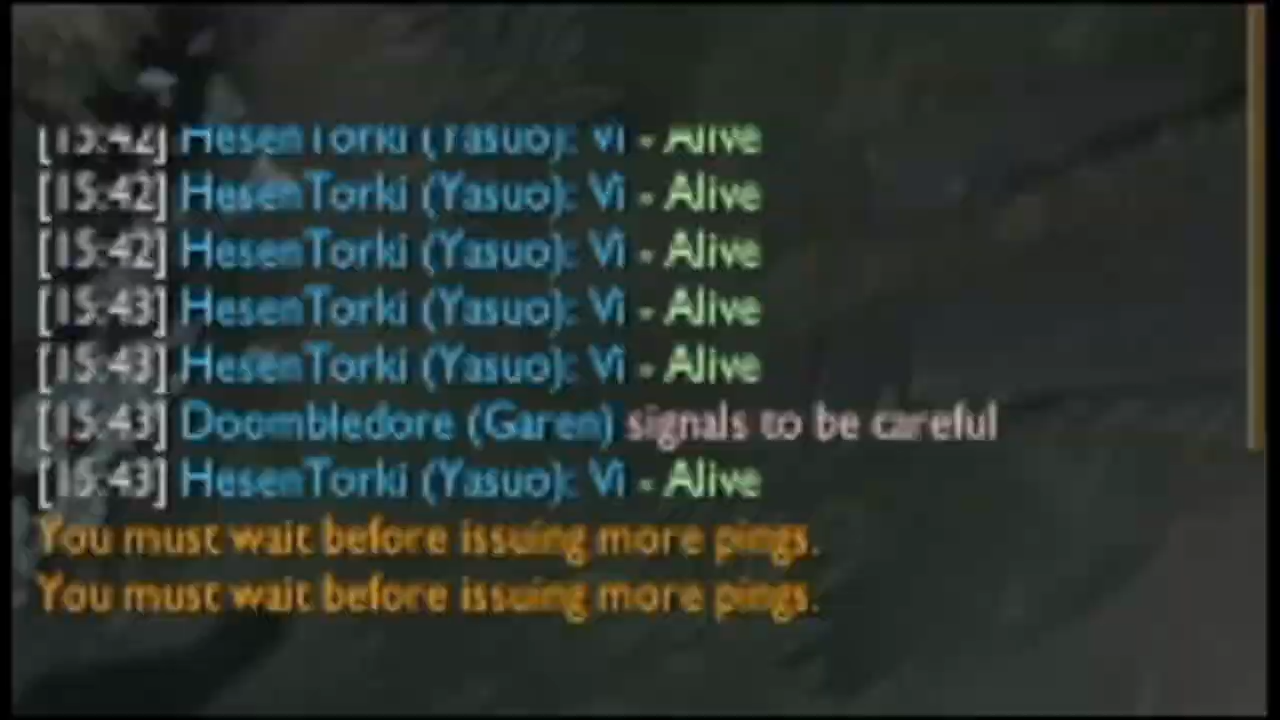 [15:42] HesenTorki (Yasuo): Vi - Alive
[15:42] HesenTorki (Yasuo): Vi - Alive
[15:42] HesenTorki (Yasuo): Vi - Alive
[15:43] HesenTorki (Yasuo): Vi - Alive
[15:43] HesenTorki (Yasuo): Vi - Alive
[15:43] Doombledore (Garen) signals to be careful
[15:43] HesenTorki (Yasuo): Vi - Alive
You must wait before issuing more pings.
You must wait before issuing more pings.